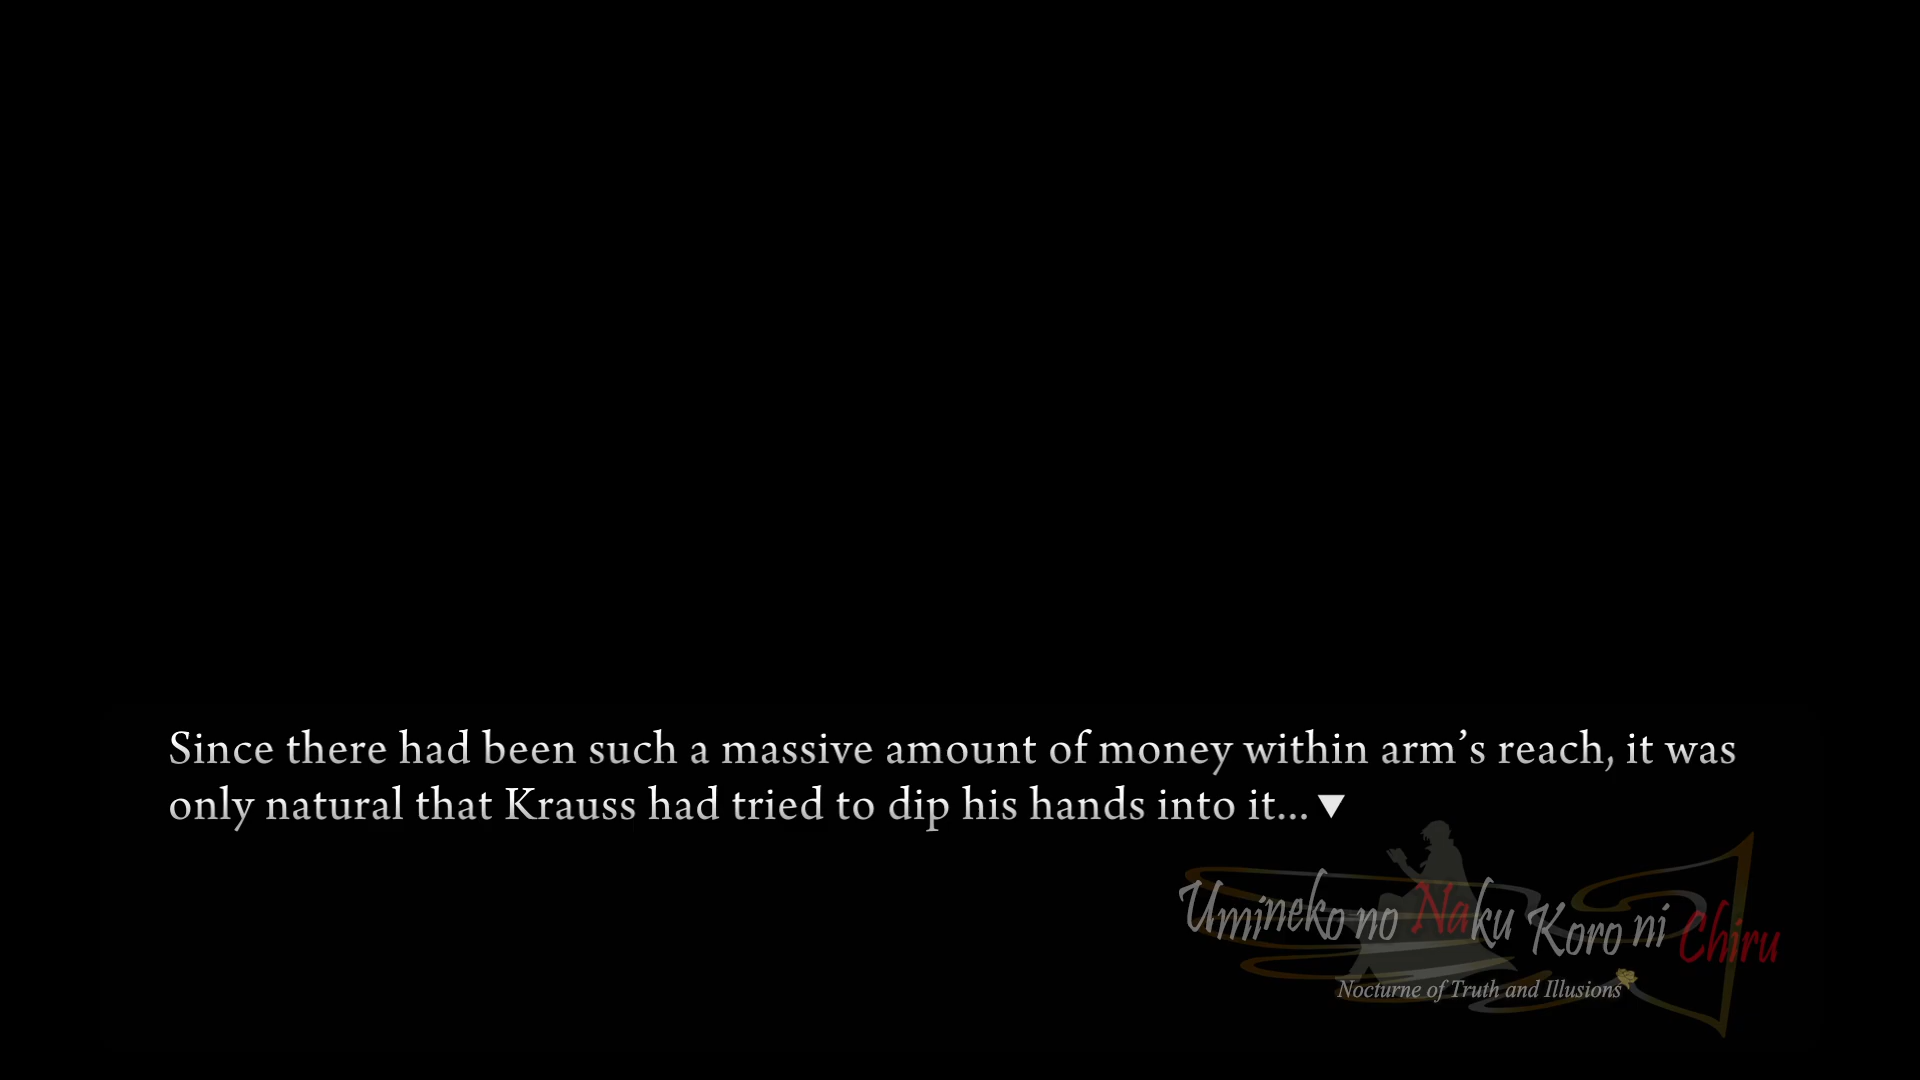 Since there had been such a massive amount of money within arm’s reach, it was
only natural that Krauss had tried to dip his hands into it...
Umineko no Naku Koro ni Chiru
Nocturne of Truth and Illusions